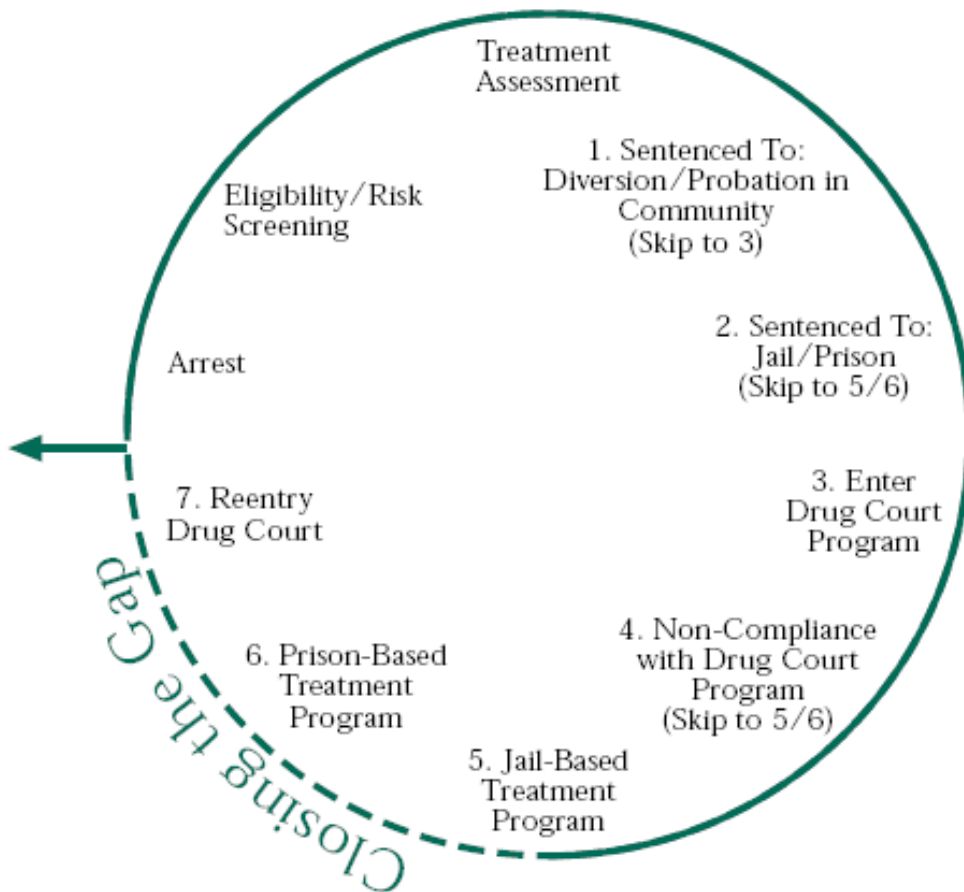 Treatment
Assessment
1. Sentenced To:
Diversion/Probation in
Community
(Skip to 3)
Eligibility/Risk
Screening
2. Sentenced To:
Jail/Prison
(Skip to 5/6)
Arrest
3. Enter
Drug Court
Program
7. Reentry
Drug Court
4. Non-Compliance
with Drug Court
Program
(Skip to 5/6)
6. Prison-Based
Treatment
Program
5. Jail-Based
Treatment
Program
Closing the Gap